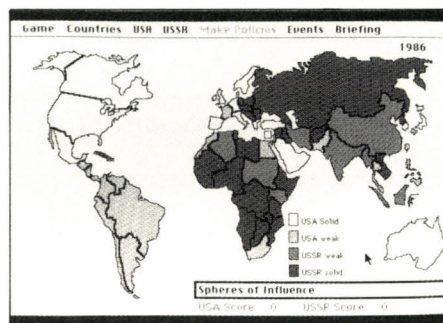 Game Countries USA USSR Make Policies Events Briefing
1986
USA Solid
USA weak
USSR weak
USSR solid
Spheres of Influence
USA Score 0 USSR Score 0